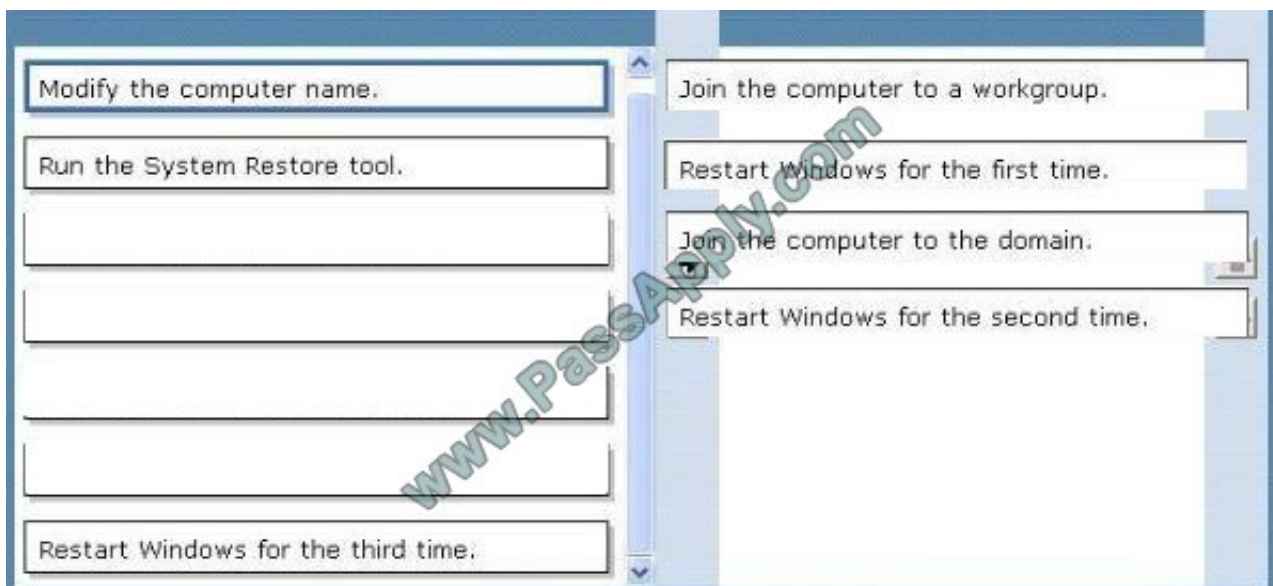 Modify the computer name.
Run the System Restore tool.
Restart Windows for the third time.
Join the computer to a workgroup.
Restart Windows for the first time.
Join the computer to the domain.
Restart Windows for the second time.
www.PassApply.com